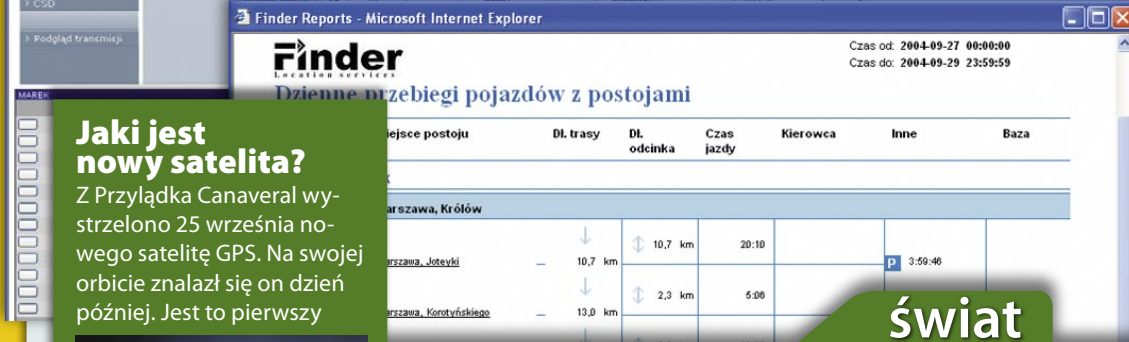 › CSD
› Podgląd transmisji
MAREK
Finder Reports - Microsoft Internet Explorer
Finder
Location services
Czas od: 2004-09-27 00:00:00
Czas do: 2004-09-29 23:59:59
Dzienne przebiegi pojazdów z postojami
iejsce postoju Dł. trasy Dł. odcinka Czas jazdy Kierowca Inne Baza
arszawa, Królów
10,7 km 20:10
arszawa, Joteyki 10,7 km P 3:59:46
2,3 km 5:06
arszawa, Korotyńskiego 13,0 km
Jaki jest
nowy satelita?
Z Przylądka Canaveral wy-
strzelono 25 września no-
wego satelitę GPS. Na swojej
orbicie znalazł się on dzień
później. Jest to pierwszy
świat